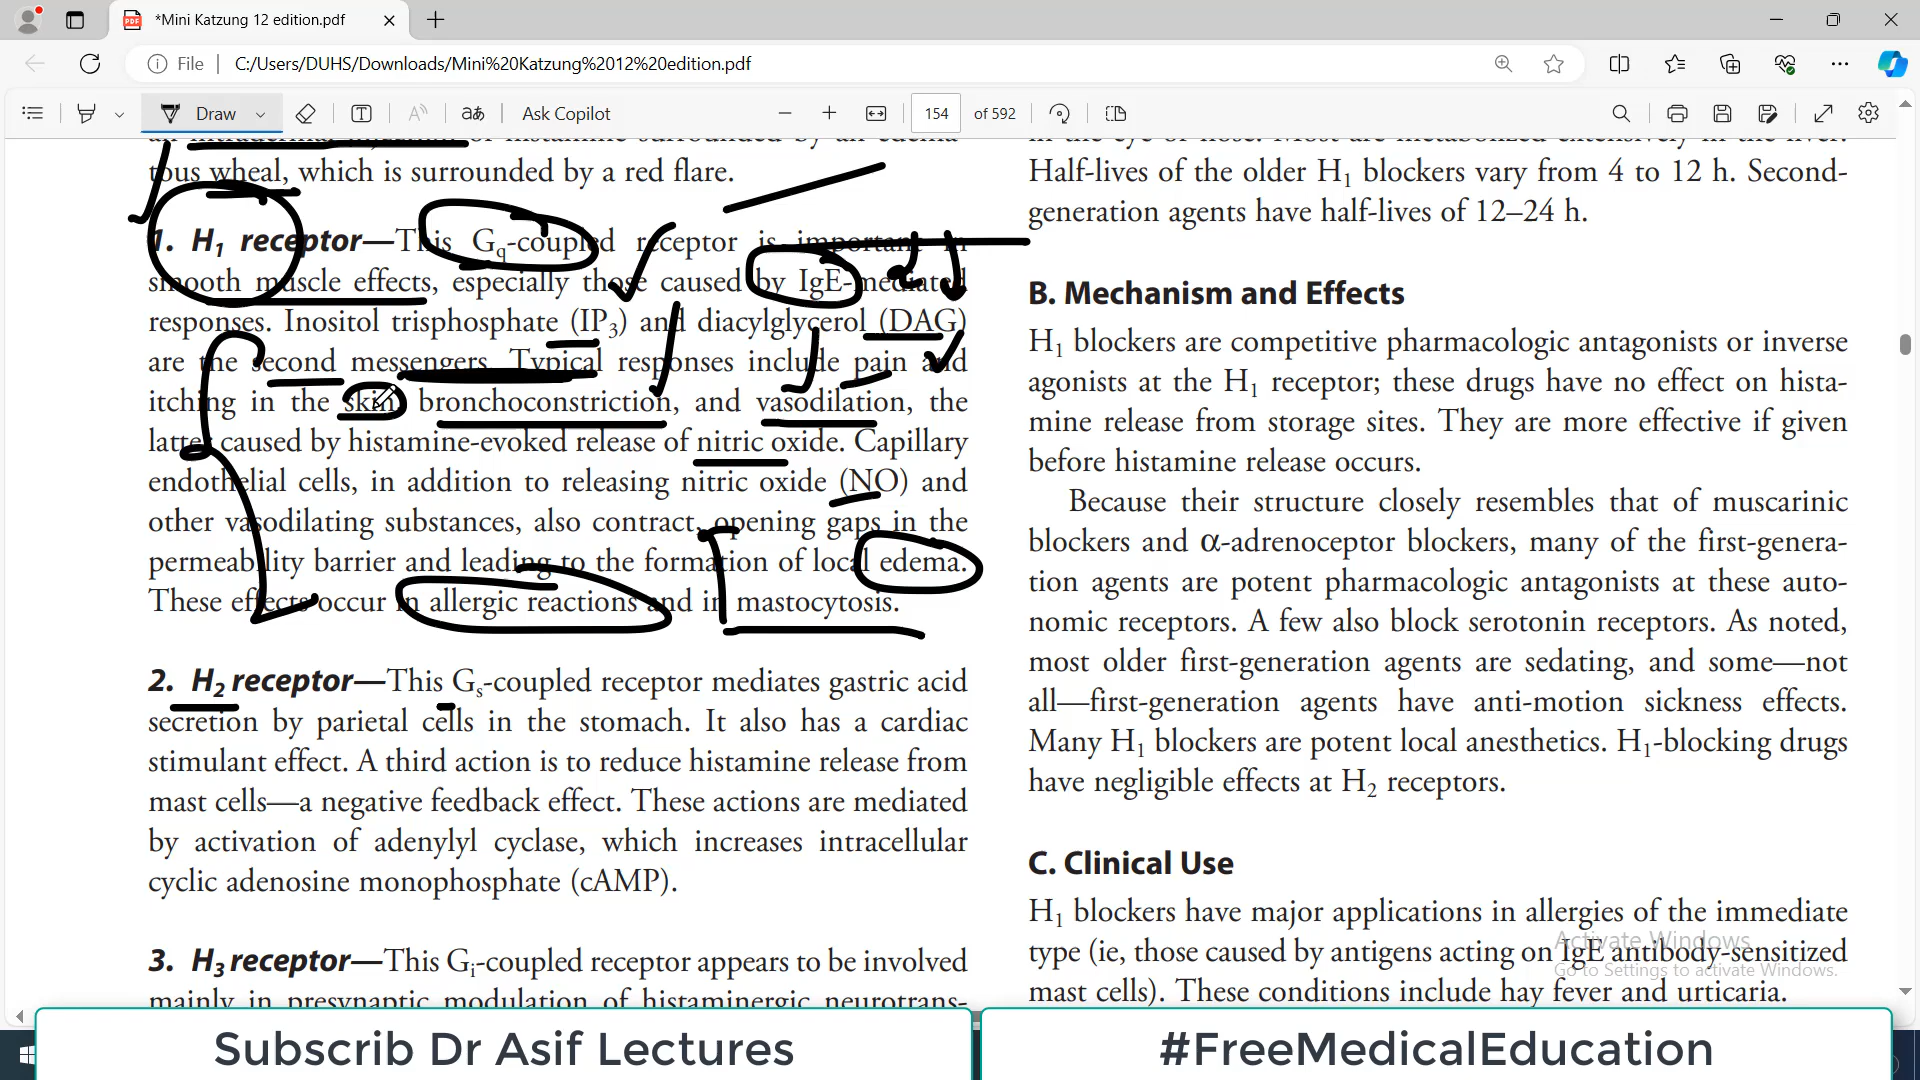 *Mini Katzung 12 edition.pdf
File
C:/Users/DUHS/Downloads/Mini%20Katzung%2012%20edition.pdf
Draw
Ask Copilot
154 of 592
tous wheal, which is surrounded by a red flare.
1. H1 receptor—This Gq-coupled receptor is important in
smooth muscle effects, especially those caused by IgE-mediated
responses. Inositol trisphosphate (IP3) and diacylglycerol (DAG)
are the second messengers. Typical responses include pain and
itching in the skin, bronchoconstriction, and vasodilation, the
latter caused by histamine-evoked release of nitric oxide. Capillary
endothelial cells, in addition to releasing nitric oxide (NO) and
other vasodilating substances, also contract, opening gaps in the
permeability barrier and leading to the formation of local edema.
These effects occur in allergic reactions and in mastocytosis.
2. H2 receptor—This Gs-coupled receptor mediates gastric acid
secretion by parietal cells in the stomach. It also has a cardiac
stimulant effect. A third action is to reduce histamine release from
mast cells—a negative feedback effect. These actions are mediated
by activation of adenylyl cyclase, which increases intracellular
cyclic adenosine monophosphate (cAMP).
3. H3 receptor—This Gi-coupled receptor appears to be involved
mainly in presynaptic modulation of histaminergic neurotrans-
Half-lives of the older H1 blockers vary from 4 to 12 h. Second-
generation agents have half-lives of 12–24 h.
B. Mechanism and Effects
H1 blockers are competitive pharmacologic antagonists or inverse
agonists at the H1 receptor; these drugs have no effect on hista-
mine release from storage sites. They are more effective if given
before histamine release occurs.
Because their structure closely resembles that of muscarinic
blockers and α-adrenoceptor blockers, many of the first-genera-
tion agents are potent pharmacologic antagonists at these auto-
nomic receptors. A few also block serotonin receptors. As noted,
most older first-generation agents are sedating, and some—not
all—first-generation agents have anti-motion sickness effects.
Many H1 blockers are potent local anesthetics. H1-blocking drugs
have negligible effects at H2 receptors.
C. Clinical Use
H1 blockers have major applications in allergies of the immediate
type (ie, those caused by antigens acting on IgE antibody-sensitized
mast cells). These conditions include hay fever and urticaria.
Activate Windows
Go to Settings to activate Windows.
Subscrib Dr Asif Lectures
#FreeMedicalEducation